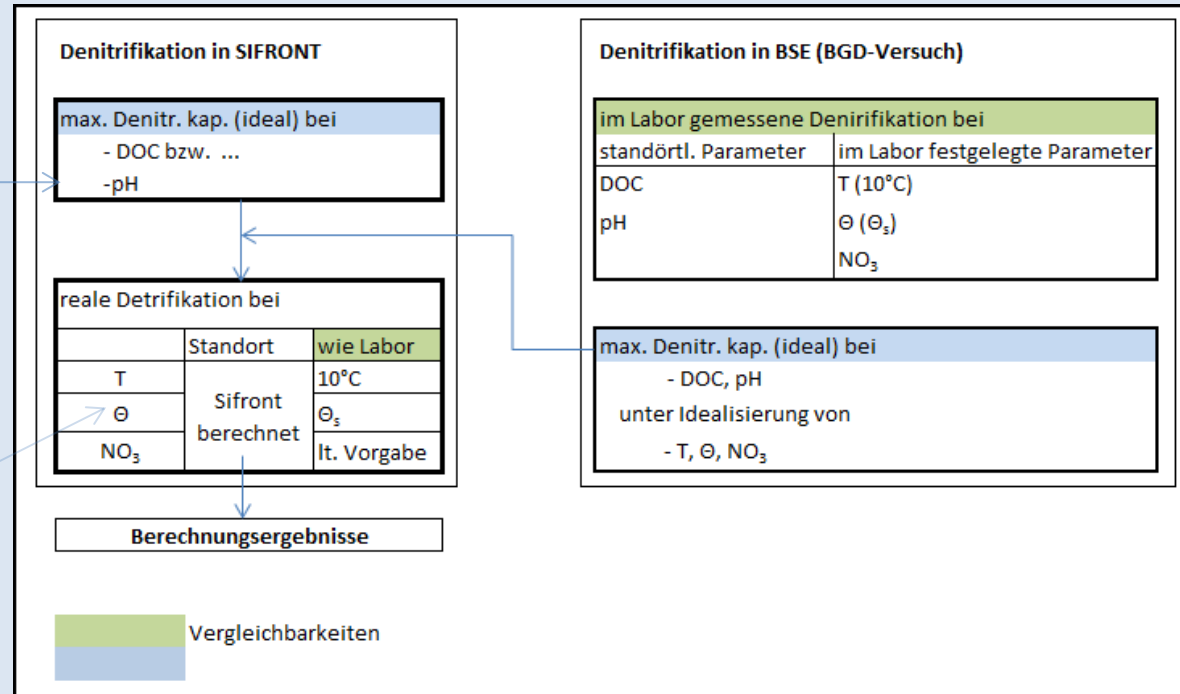 Denitrifikation in SIFRONT
max. Denitr. kap. (ideal) bei
- DOC bzw. ...
-pH
reale Detrifikation bei
Standort wie Labor
T 10°C
Θ Sifront berechnet Θₛ
NO₃ lt. Vorgabe
Berechnungsergebnisse
Vergleichbarkeiten
Denitrifikation in BSE (BGD-Versuch)
im Labor gemessene Denirifikation bei
standörtl. Parameter im Labor festgelegte Parameter
DOC T (10°C)
pH Θ (Θₛ)
NO₃
max. Denitr. kap. (ideal) bei
- DOC, pH
unter Idealisierung von
- T, Θ, NO₃